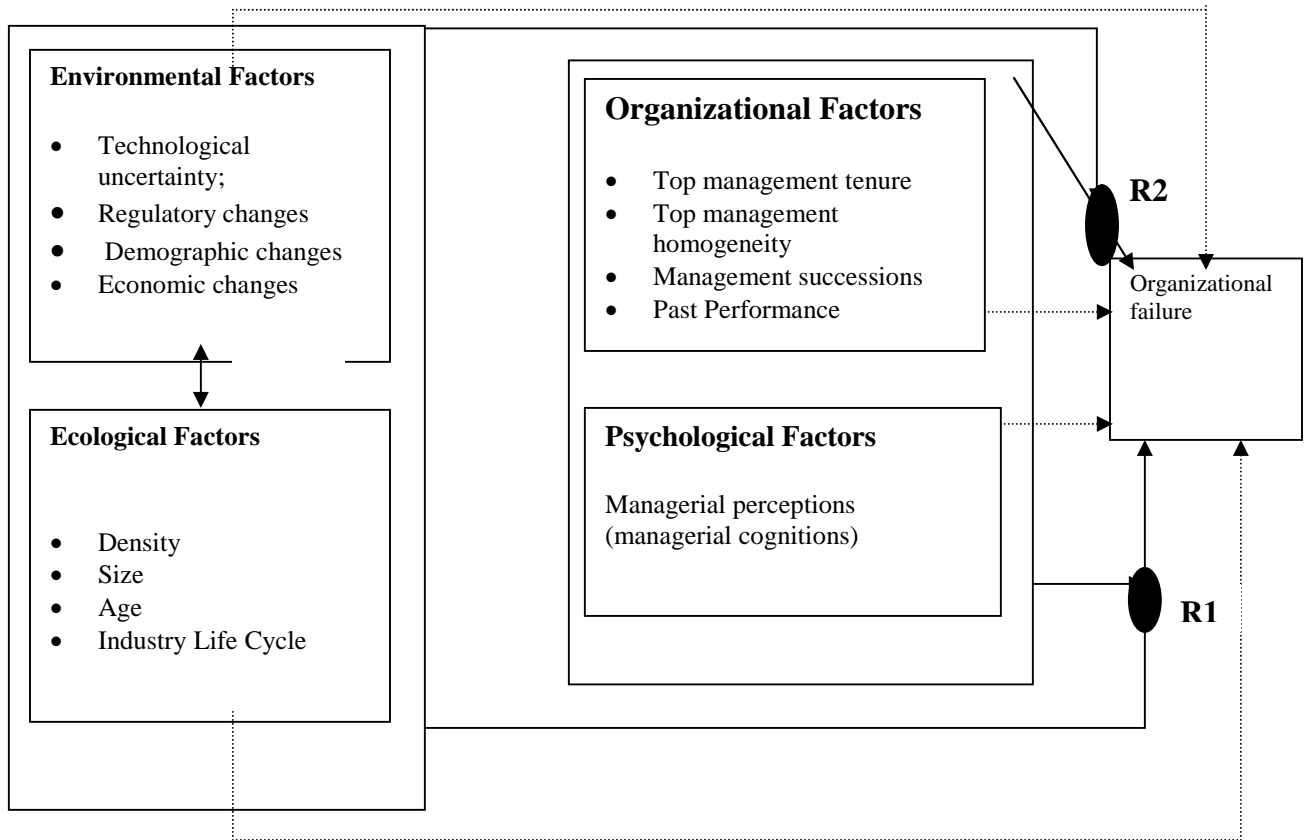 Environmental Factors
• Technological
uncertainty;
• Regulatory changes
• Demographic changes
• Economic changes
Ecological Factors
• Density
• Size
• Age
• Industry Life Cycle
Organizational Factors
• Top management tenure
• Top management
homogeneity
• Management successions
• Past Performance
Psychological Factors
Managerial perceptions
(managerial cognitions)
R2
Organizational
failure
R1